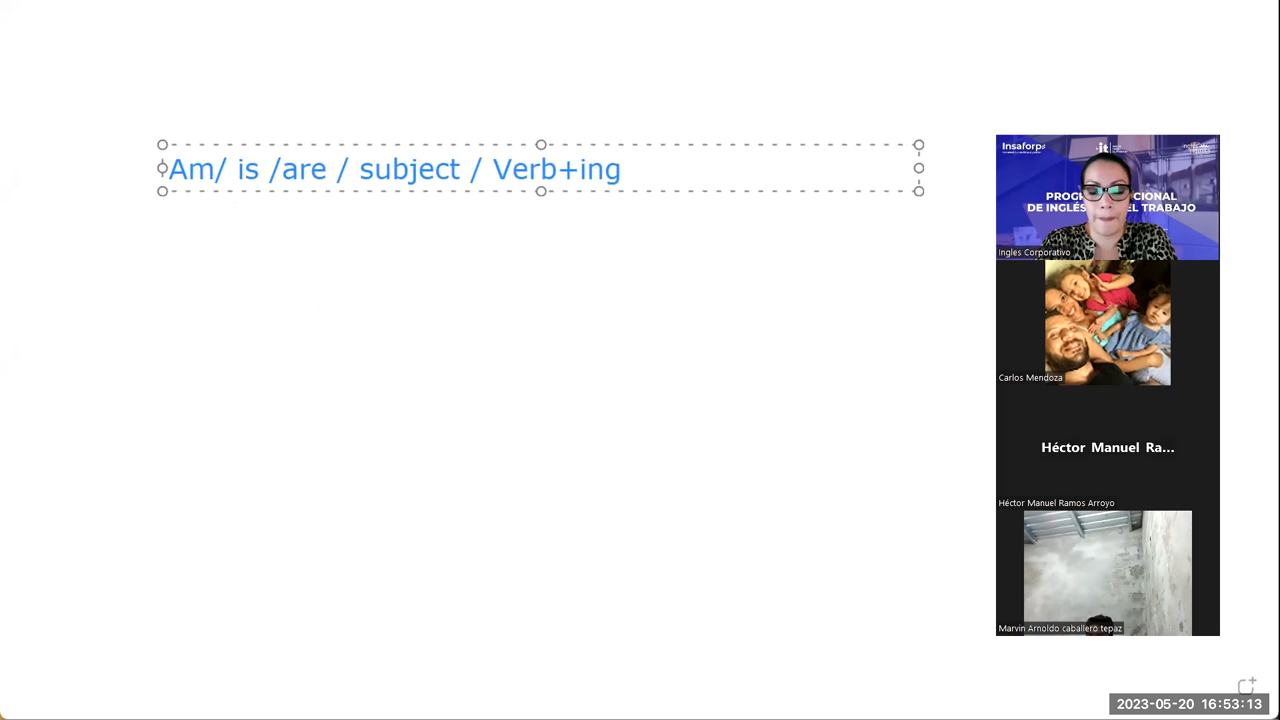 Am/ is /are / subject / Verb+ing
Insaforp
.it
Ingles Corporativo
Carlos Mendoza
Héctor Manuel Ra...
Héctor Manuel Ramos Arroyo
Marvin Arnoldo caballero tepaz
2023-05-20 16:53:13